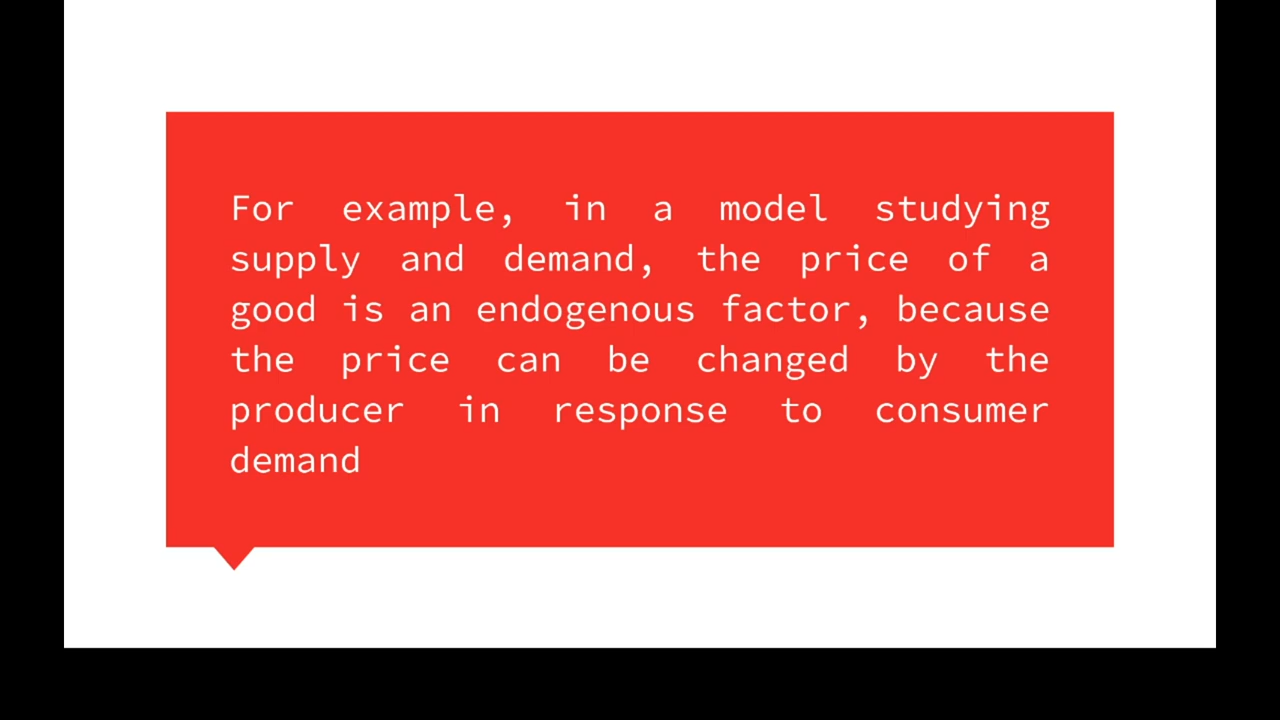 For example, in a model studying
supply and demand, the price of a
good is an endogenous factor, because
the price can be changed by the
producer in response to consumer
demand